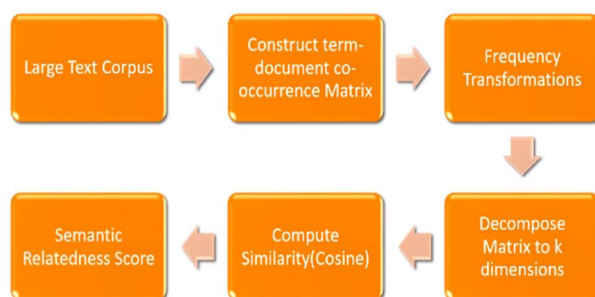 Large Text Corpus
Construct term-
document co-
occurrence Matrix
Frequency
Transformations
Decompose
Matrix to k
dimensions
Compute
Similarity(Cosine)
Semantic
Relatedness Score